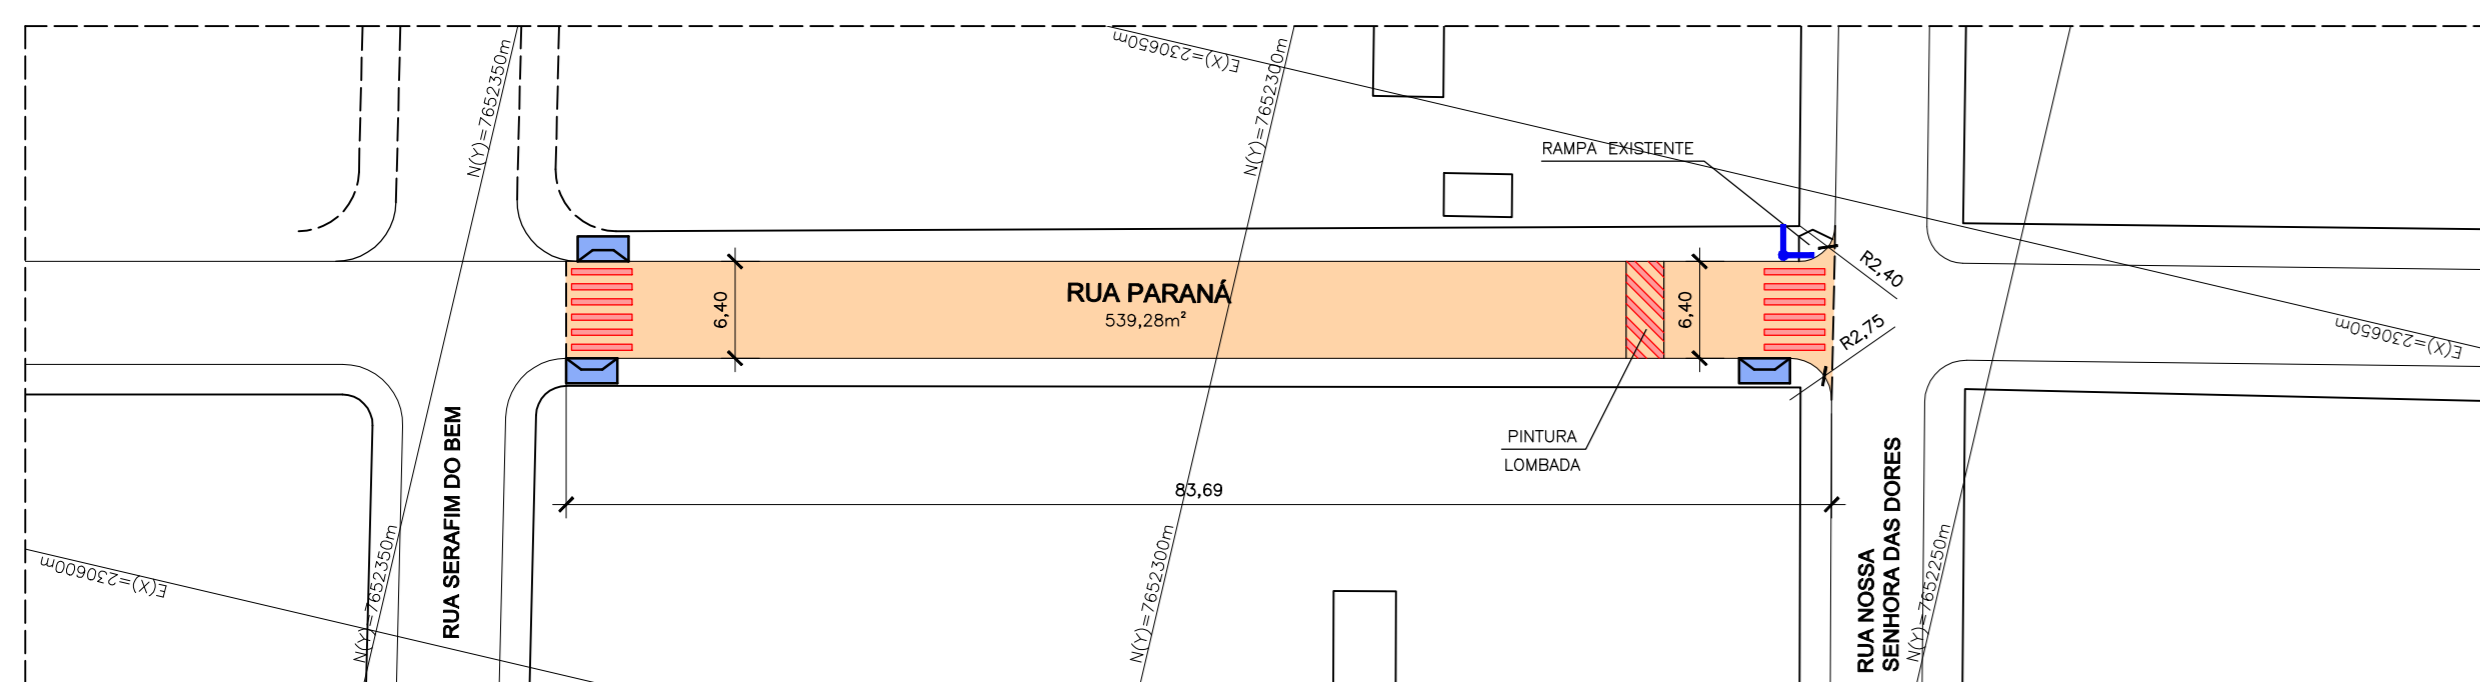 E(X)=230650m
N(Y)=7652350m
N(Y)=7652300m
RAMPA EXISTENTE
R2,40
6,40
RUA PARANÁ
539,28m²
6,40
R2,75
E(X)=230650m
PINTURA
LOMBADA
83,69
RUA SERAFIM DO BEM
RUA NOSSA
SENHORA DAS DORES
E(X)=230600m
N(Y)=7652350m
N(Y)=7652300m
N(Y)=7652250m